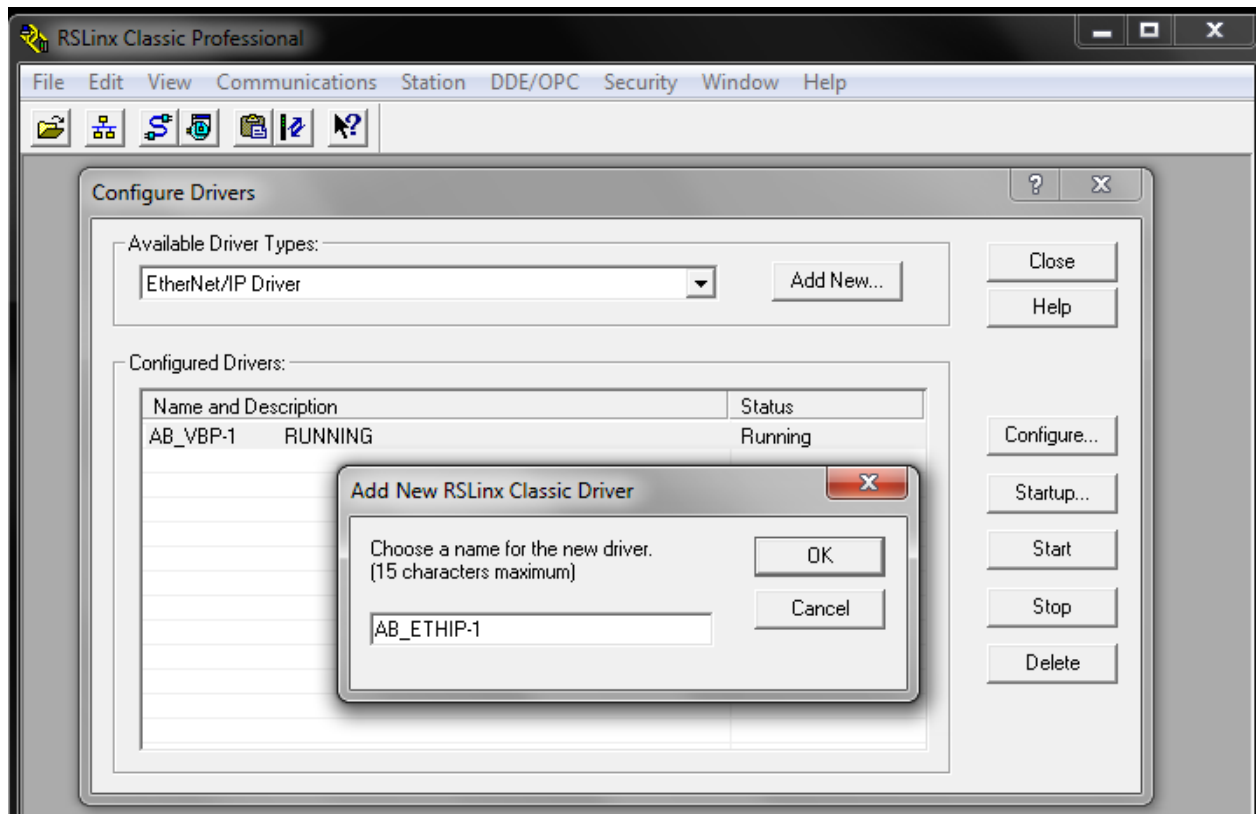 RSLinx Classic Professional
File Edit View Communications Station DDE/OPC Security Window Help
Configure Drivers
Available Driver Types:
EtherNet/IP Driver
Add New...
Close
Help
Configured Drivers:
Name and Description Status
AB_VBP-1 RUNNING Running
Configure...
Startup...
Start
Stop
Delete
Add New RSLinx Classic Driver
Choose a name for the new driver.
(15 characters maximum)
AB_ETHIP-1
OK
Cancel